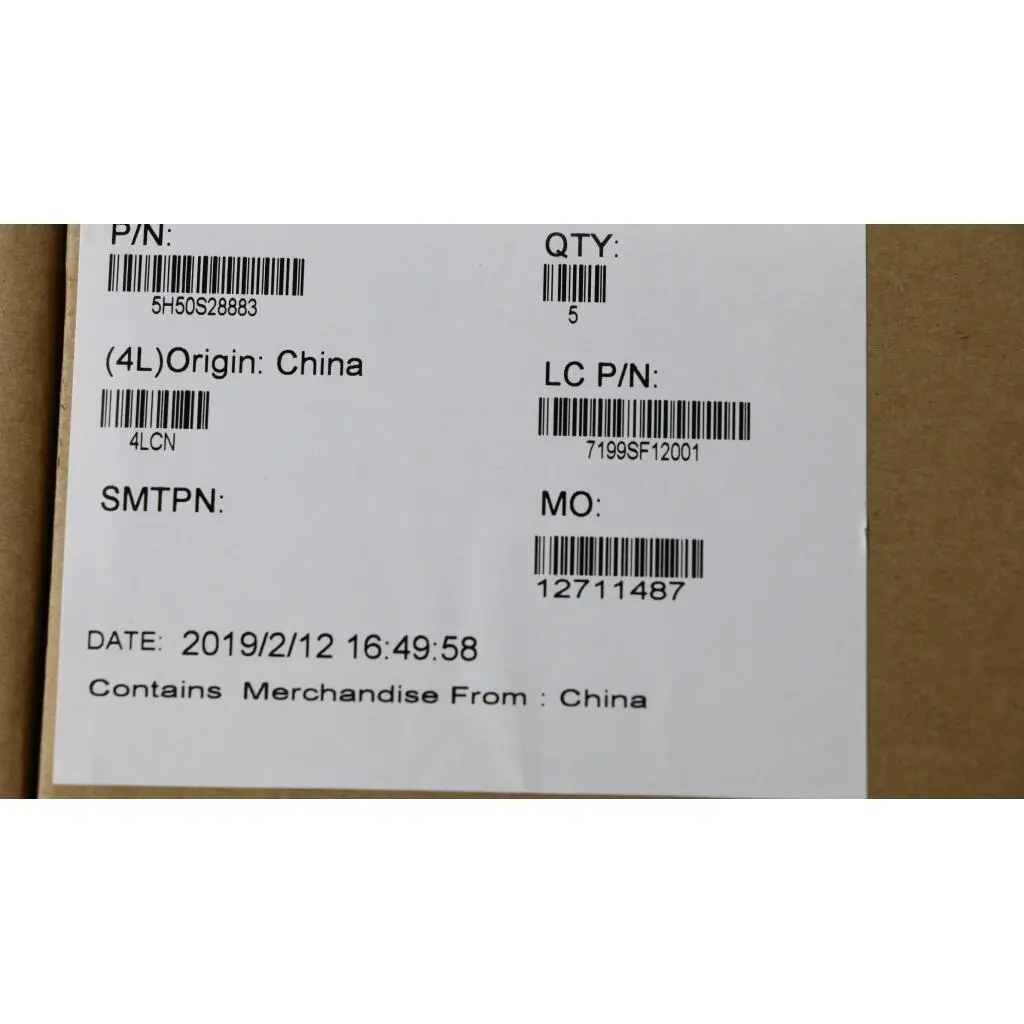 P/N:
5H50S28883
QTY:
5
(4L)Origin: China
4LCN
LC P/N:
7199SF12001
SMTPN:
MO:
12711487
DATE: 2019/2/12 16:49:58
Contains Merchandise From : China